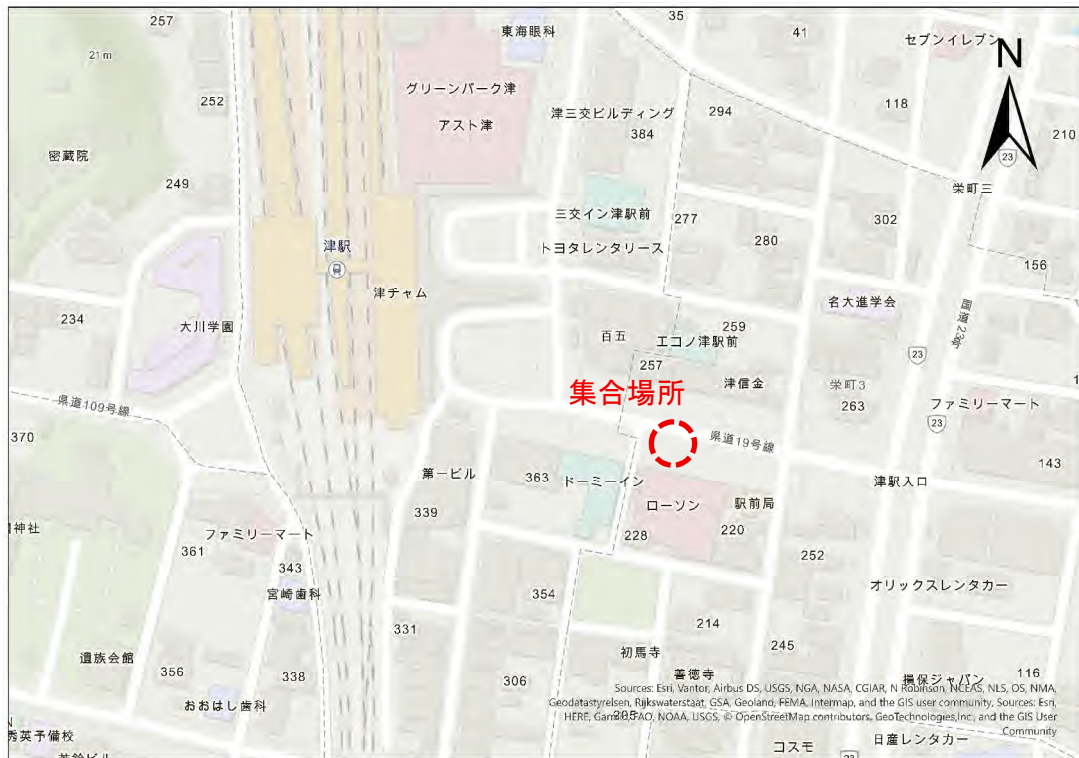 257
35
東海眼科
41
セブンイレブン
N
21m
グリーンパーク津
252
アスト津
津三交ビルディング
384
294
118
210
密蔵院
23
249
栄町三
三交イン津駅前
277
302
津駅
トヨタレンタリース
280
156
津チャム
名大進学会
国道23号
234
大川学園
百五
259
エコノ津駅前
23
257
津信金
栄町3
集合場所
263
ファミリーマート
県道109号線
23
県道19号線
370
第一ビル
363
ドーミーイン
143
津駅入口
339
ローソン
駅前局
神社
ファミリーマート
228
220
361
252
343
オリックスレンタカー
宮崎歯科
354
331
214
初馬寺
245
遺族会館
356
338
306
善徳寺
損保ジャパン
116
Sources: Esri, Vantor, Airbus DS, USGS, NGA, NASA, CGIAR, N Robinson, NCEAS, NLS, OS, NMA,
Geodatastyrelsen, Rijkswaterstaat, GSA, Geoland, FEMA, Intermap, and the GIS user community, Sources: Esri,
HERE, Garmin, FAO, NOAA, USGS, © OpenStreetMap contributors, GeoTechnologies, Inc, and the GIS User
Community
おおはし歯科
205
秀英予備校
コスモ
日産レンタカー
23